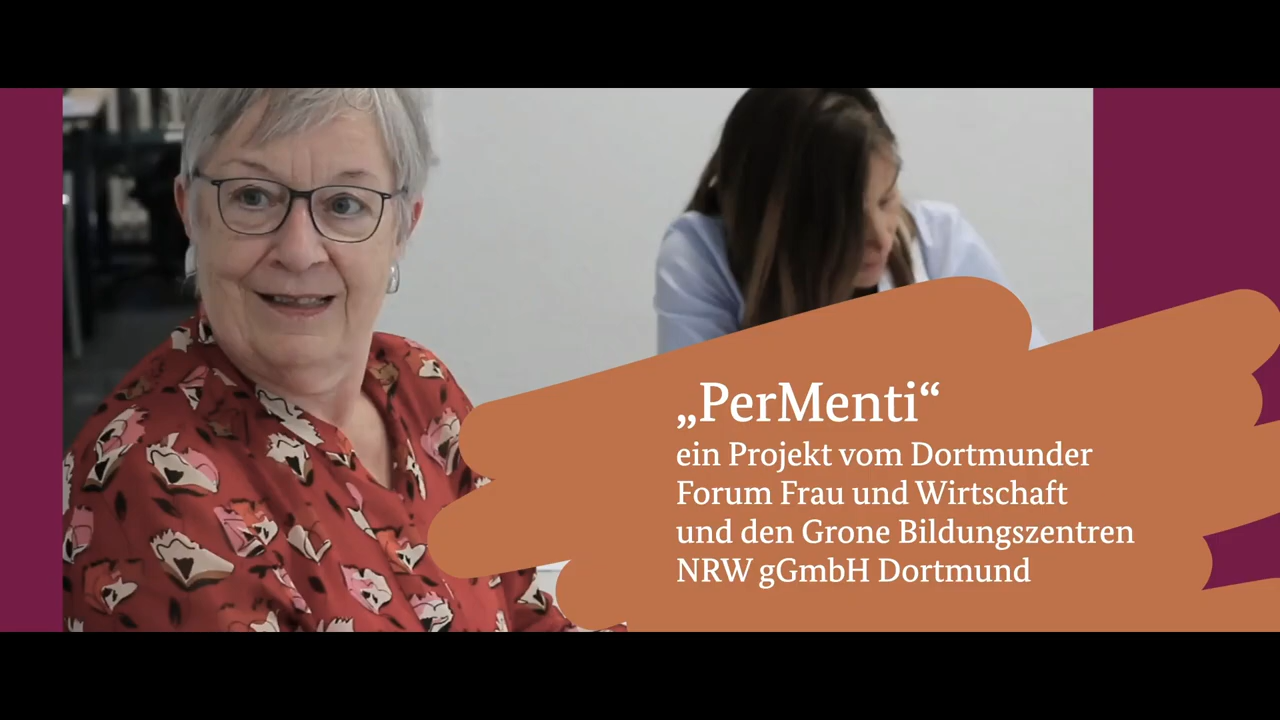 „PerMenti“
ein Projekt vom Dortmunder
Forum Frau und Wirtschaft
und den Grone Bildungszentren
NRW gGmbH Dortmund